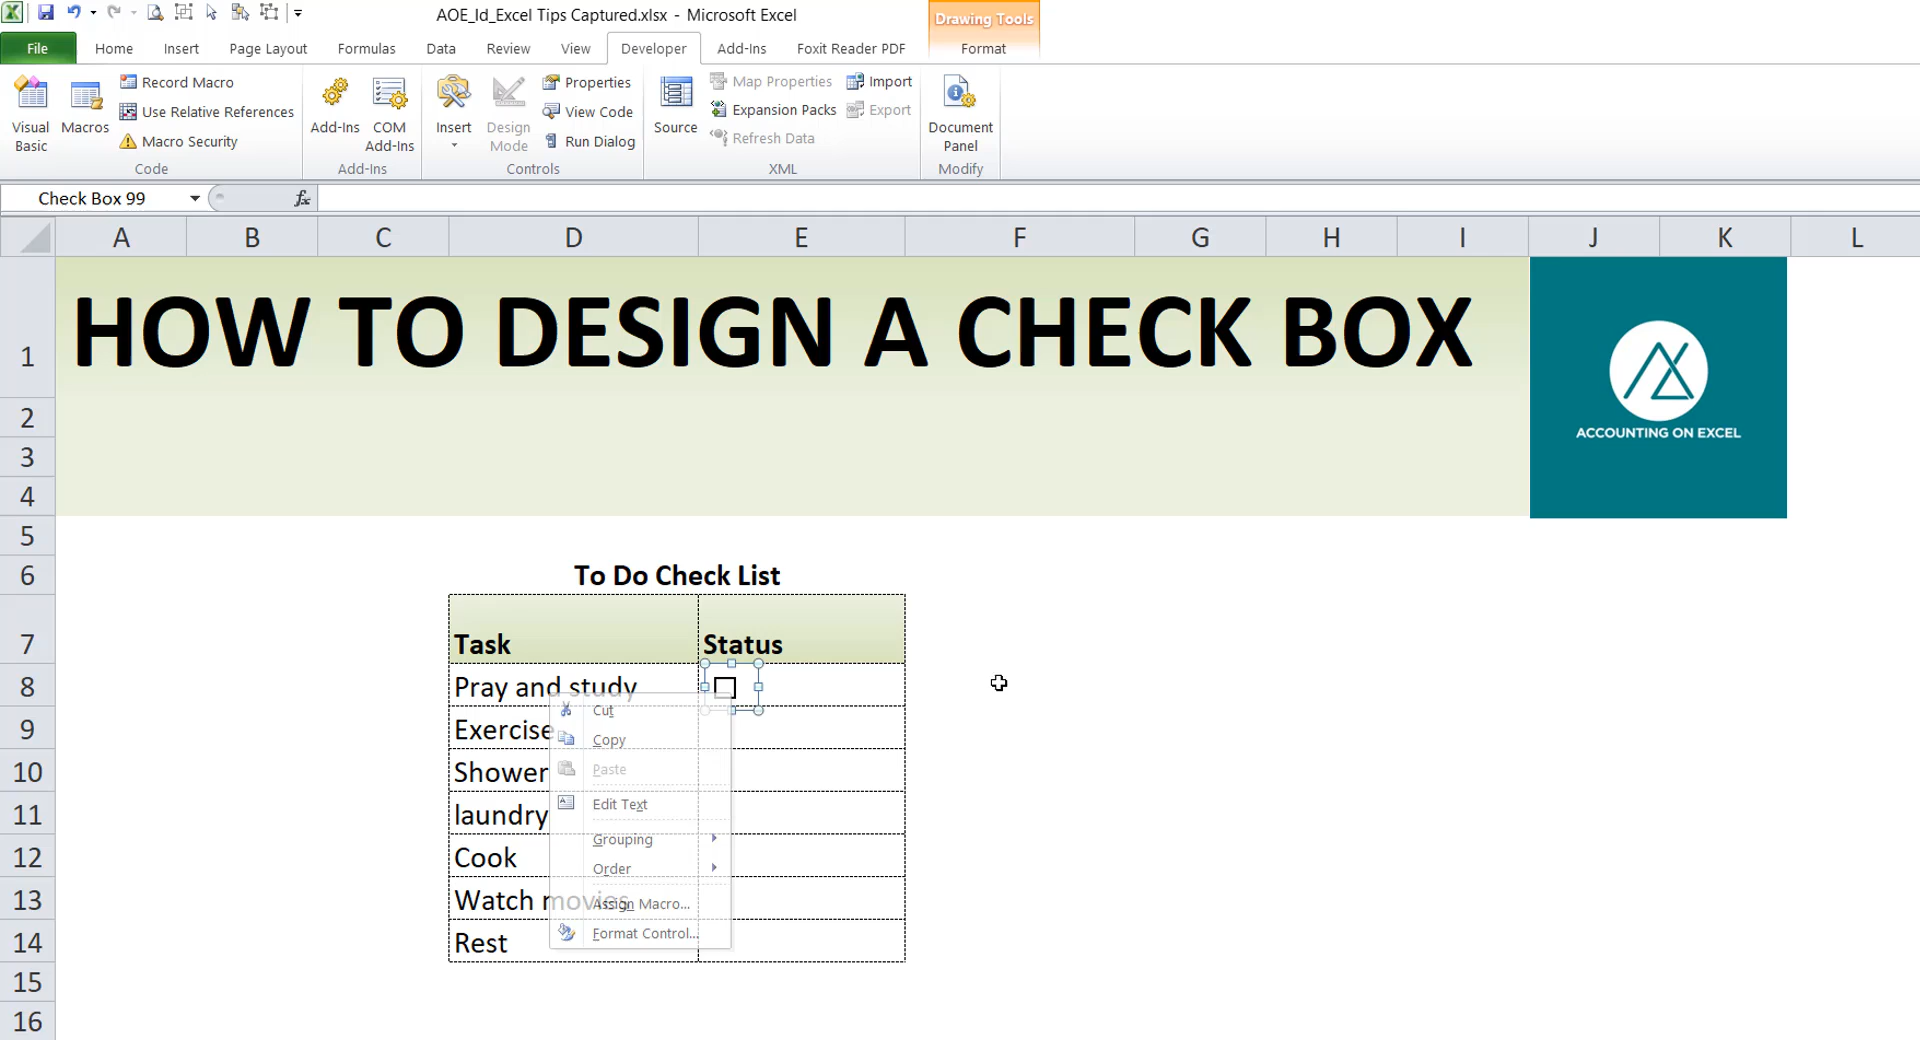 AOE_Id_Excel Tips Captured.xlsx - Microsoft Excel
Drawing Tools
File Home Insert Page Layout Formulas Data Review View Developer Add-Ins Foxit Reader PDF Format
Visual Basic
Macros
Record Macro
Use Relative References
Macro Security
Code
Add-Ins
COM Add-Ins
Add-Ins
Insert
Design Mode
Properties
View Code
Run Dialog
Controls
Source
Map Properties
Expansion Packs
Refresh Data
Import
Export
XML
Document Panel
Modify
Check Box 99
fx
A B C D E F G H I J K L
1
HOW TO DESIGN A CHECK BOX
ACCOUNTING ON EXCEL
2
3
4
5
6 To Do Check List
7 Task Status
8 Pray and study
9 Exercise
10 Shower
11 laundry
12 Cook
13 Watch movies
14 Rest
15
16
Cut
Copy
Paste
Edit Text
Grouping
Order
Assign Macro...
Format Control...